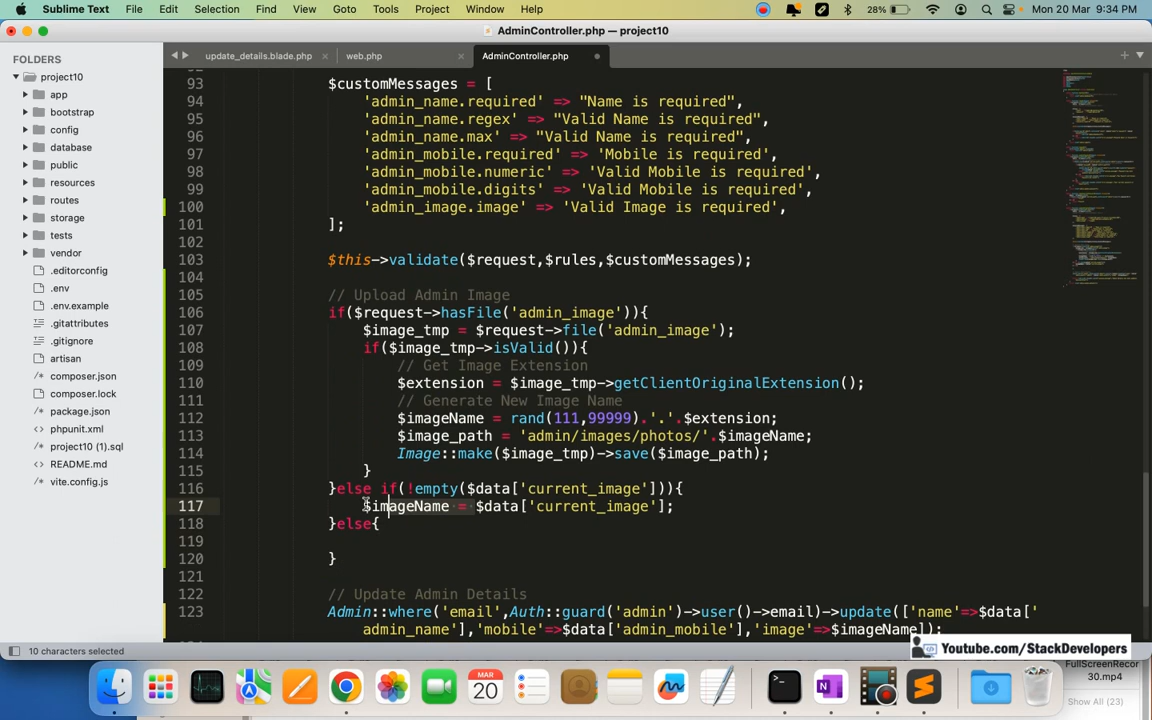 Sublime Text File Edit Selection Find View Goto Tools Project Window Help 28% Mon 20 Mar 9:34 PM
AdminController.php — project10
FOLDERS
project10
app
bootstrap
config
database
public
resources
routes
storage
tests
vendor
.editorconfig
.env
.env.example
.gitattributes
.gitignore
artisan
composer.json
composer.lock
package.json
phpunit.xml
project10 (1).sql
README.md
vite.config.js
update_details.blade.php web.php AdminController.php
93 $customMessages = [
94 'admin_name.required' => "Name is required",
95 'admin_name.regex' => "Valid Name is required",
96 'admin_name.max' => "Valid Name is required",
97 'admin_mobile.required' => 'Mobile is required',
98 'admin_mobile.numeric' => 'Valid Mobile is required',
99 'admin_mobile.digits' => 'Valid Mobile is required',
100 'admin_image.image' => 'Valid Image is required',
101 ];
102
103 $this->validate($request,$rules,$customMessages);
104
105 // Upload Admin Image
106 if($request->hasFile('admin_image')){
107 $image_tmp = $request->file('admin_image');
108 if($image_tmp->isValid()){
109 // Get Image Extension
110 $extension = $image_tmp->getClientOriginalExtension();
111 // Generate New Image Name
112 $imageName = rand(111,99999).'.'.$extension;
113 $image_path = 'admin/images/photos/'.$imageName;
114 Image::make($image_tmp)->save($image_path);
115 }
116 }else if(!empty($data['current_image'])){
117 $imageName = $data['current_image'];
118 }else{
119
120 }
121
122 // Update Admin Details
123 Admin::where('email',Auth::guard('admin')->user()->email)->update(['name'=>$data['
admin_name'],'mobile'=>$data['admin_mobile'],'image'=>$imageName]);
10 characters selected
Youtube.com/StackDevelopers
FullScreenRecor
30.mp4
Show All (23)